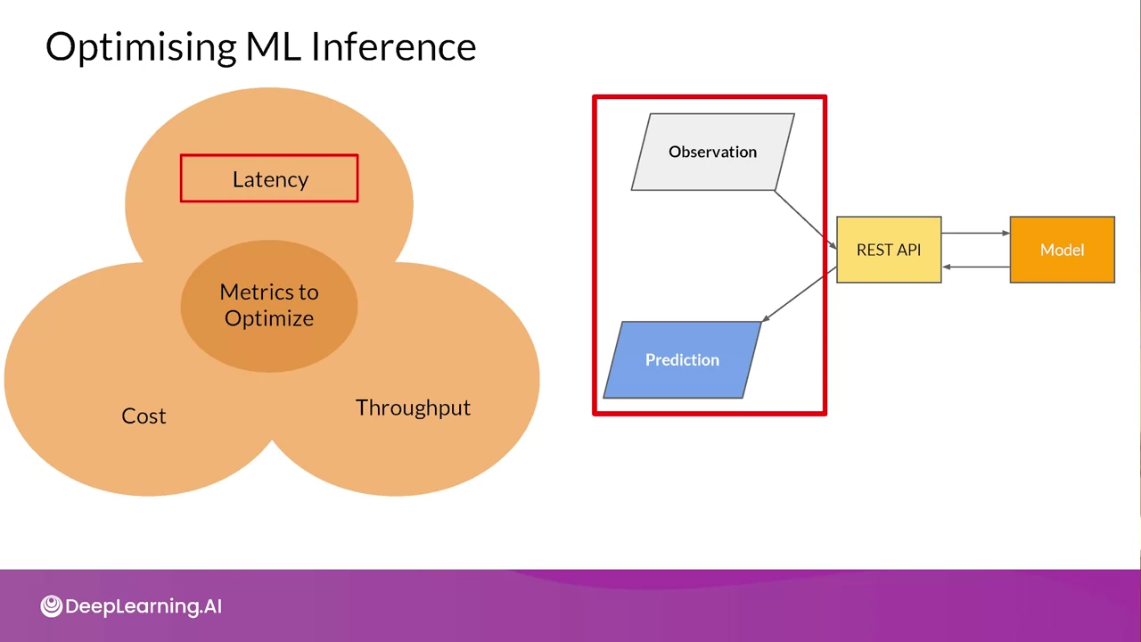 Optimising ML Inference
Latency
Metrics to
Optimize
Cost
Throughput
Observation
REST API
Model
Prediction
DeepLearning.AI